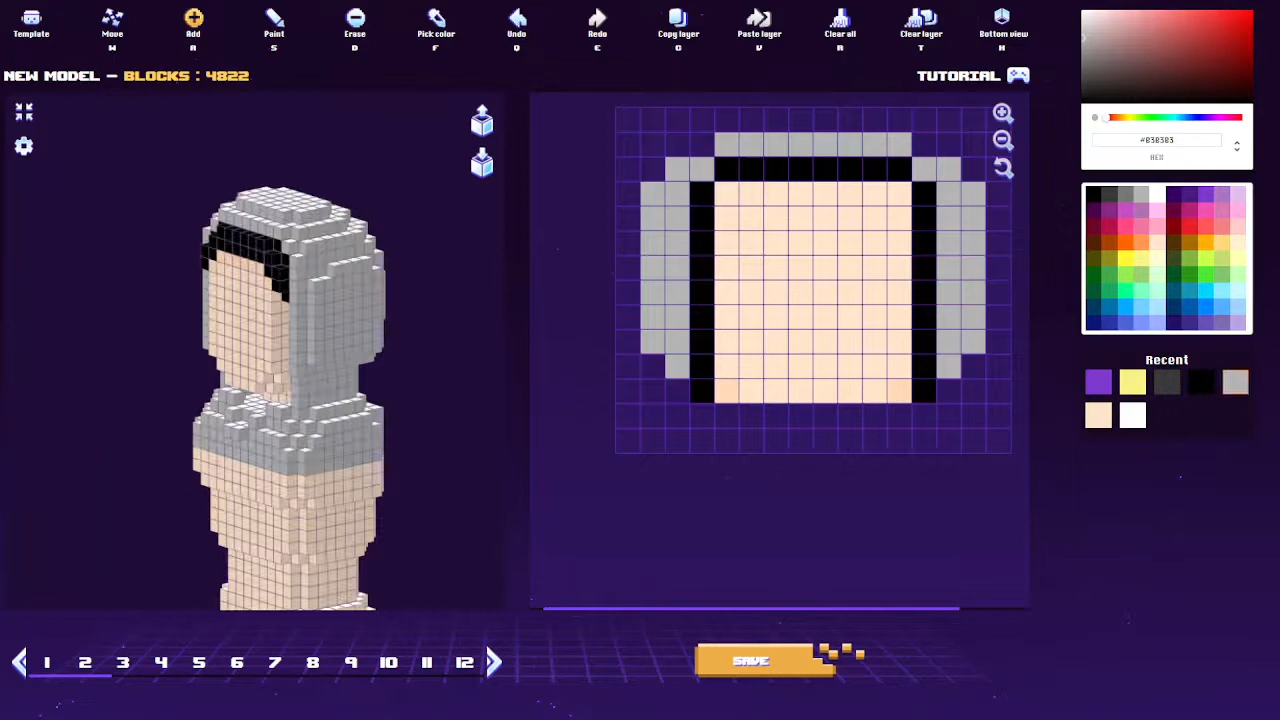 Template Move Add Paint Erase Pick color Undo Redo Copy layer Paste layer Clear all Clear layer Bottom view
W A S D F Q E C V R T H
NEW MODEL - BLOCKS : 4822
TUTORIAL
#030303
HEX
Recent
1 2 3 4 5 6 7 8 9 10 11 12
SAVE